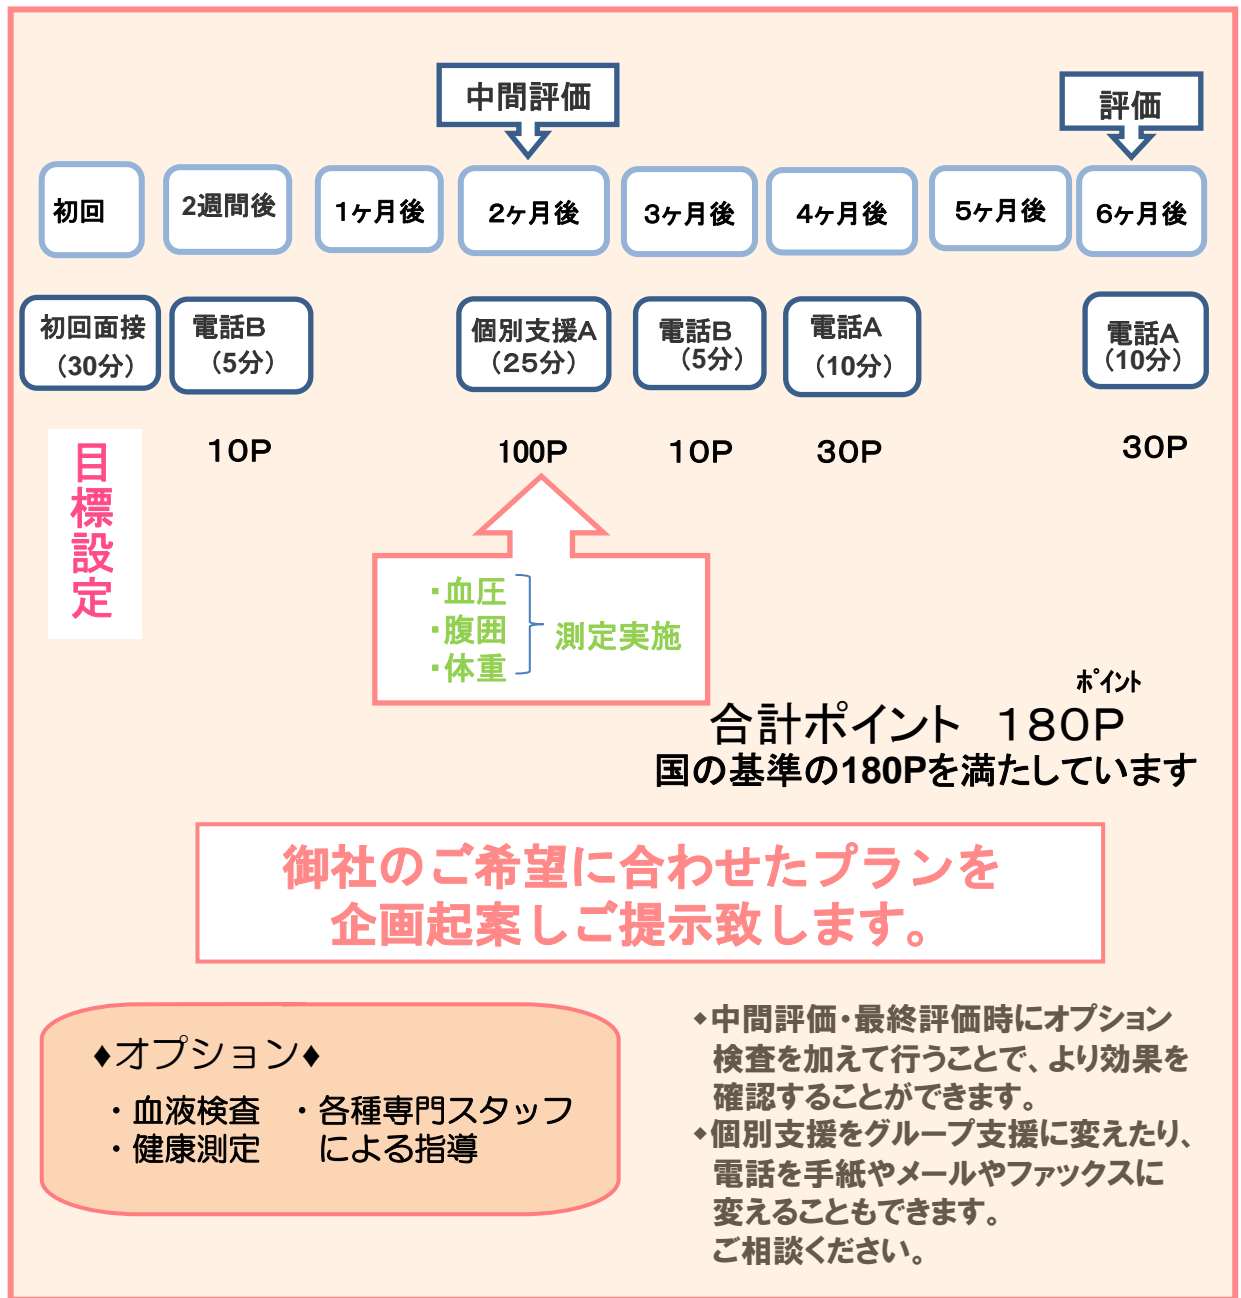 中間評価
評価
初回
2週間後
1ヶ月後
2ヶ月後
3ヶ月後
4ヶ月後
5ヶ月後
6ヶ月後
初回面接
（30分）
電話B
（5分）
個別支援A
（25分）
電話B
（5分）
電話A
（10分）
電話A
（10分）
目標設定
10P
100P
10P
30P
30P
・血圧
・腹囲
・体重
測定実施
ポイント
合計ポイント　180P
国の基準の180Pを満たしています
御社のご希望に合わせたプランを
企画起案しご提示致します。
♦オプション♦
・血液検査
・健康測定
・各種専門スタッフ
による指導
◆中間評価・最終評価時にオプション
検査を加えて行うことで、より効果を
確認することができます。
◆個別支援をグループ支援に変えたり、
電話を手紙やメールやファックスに
変えることもできます。
ご相談ください。